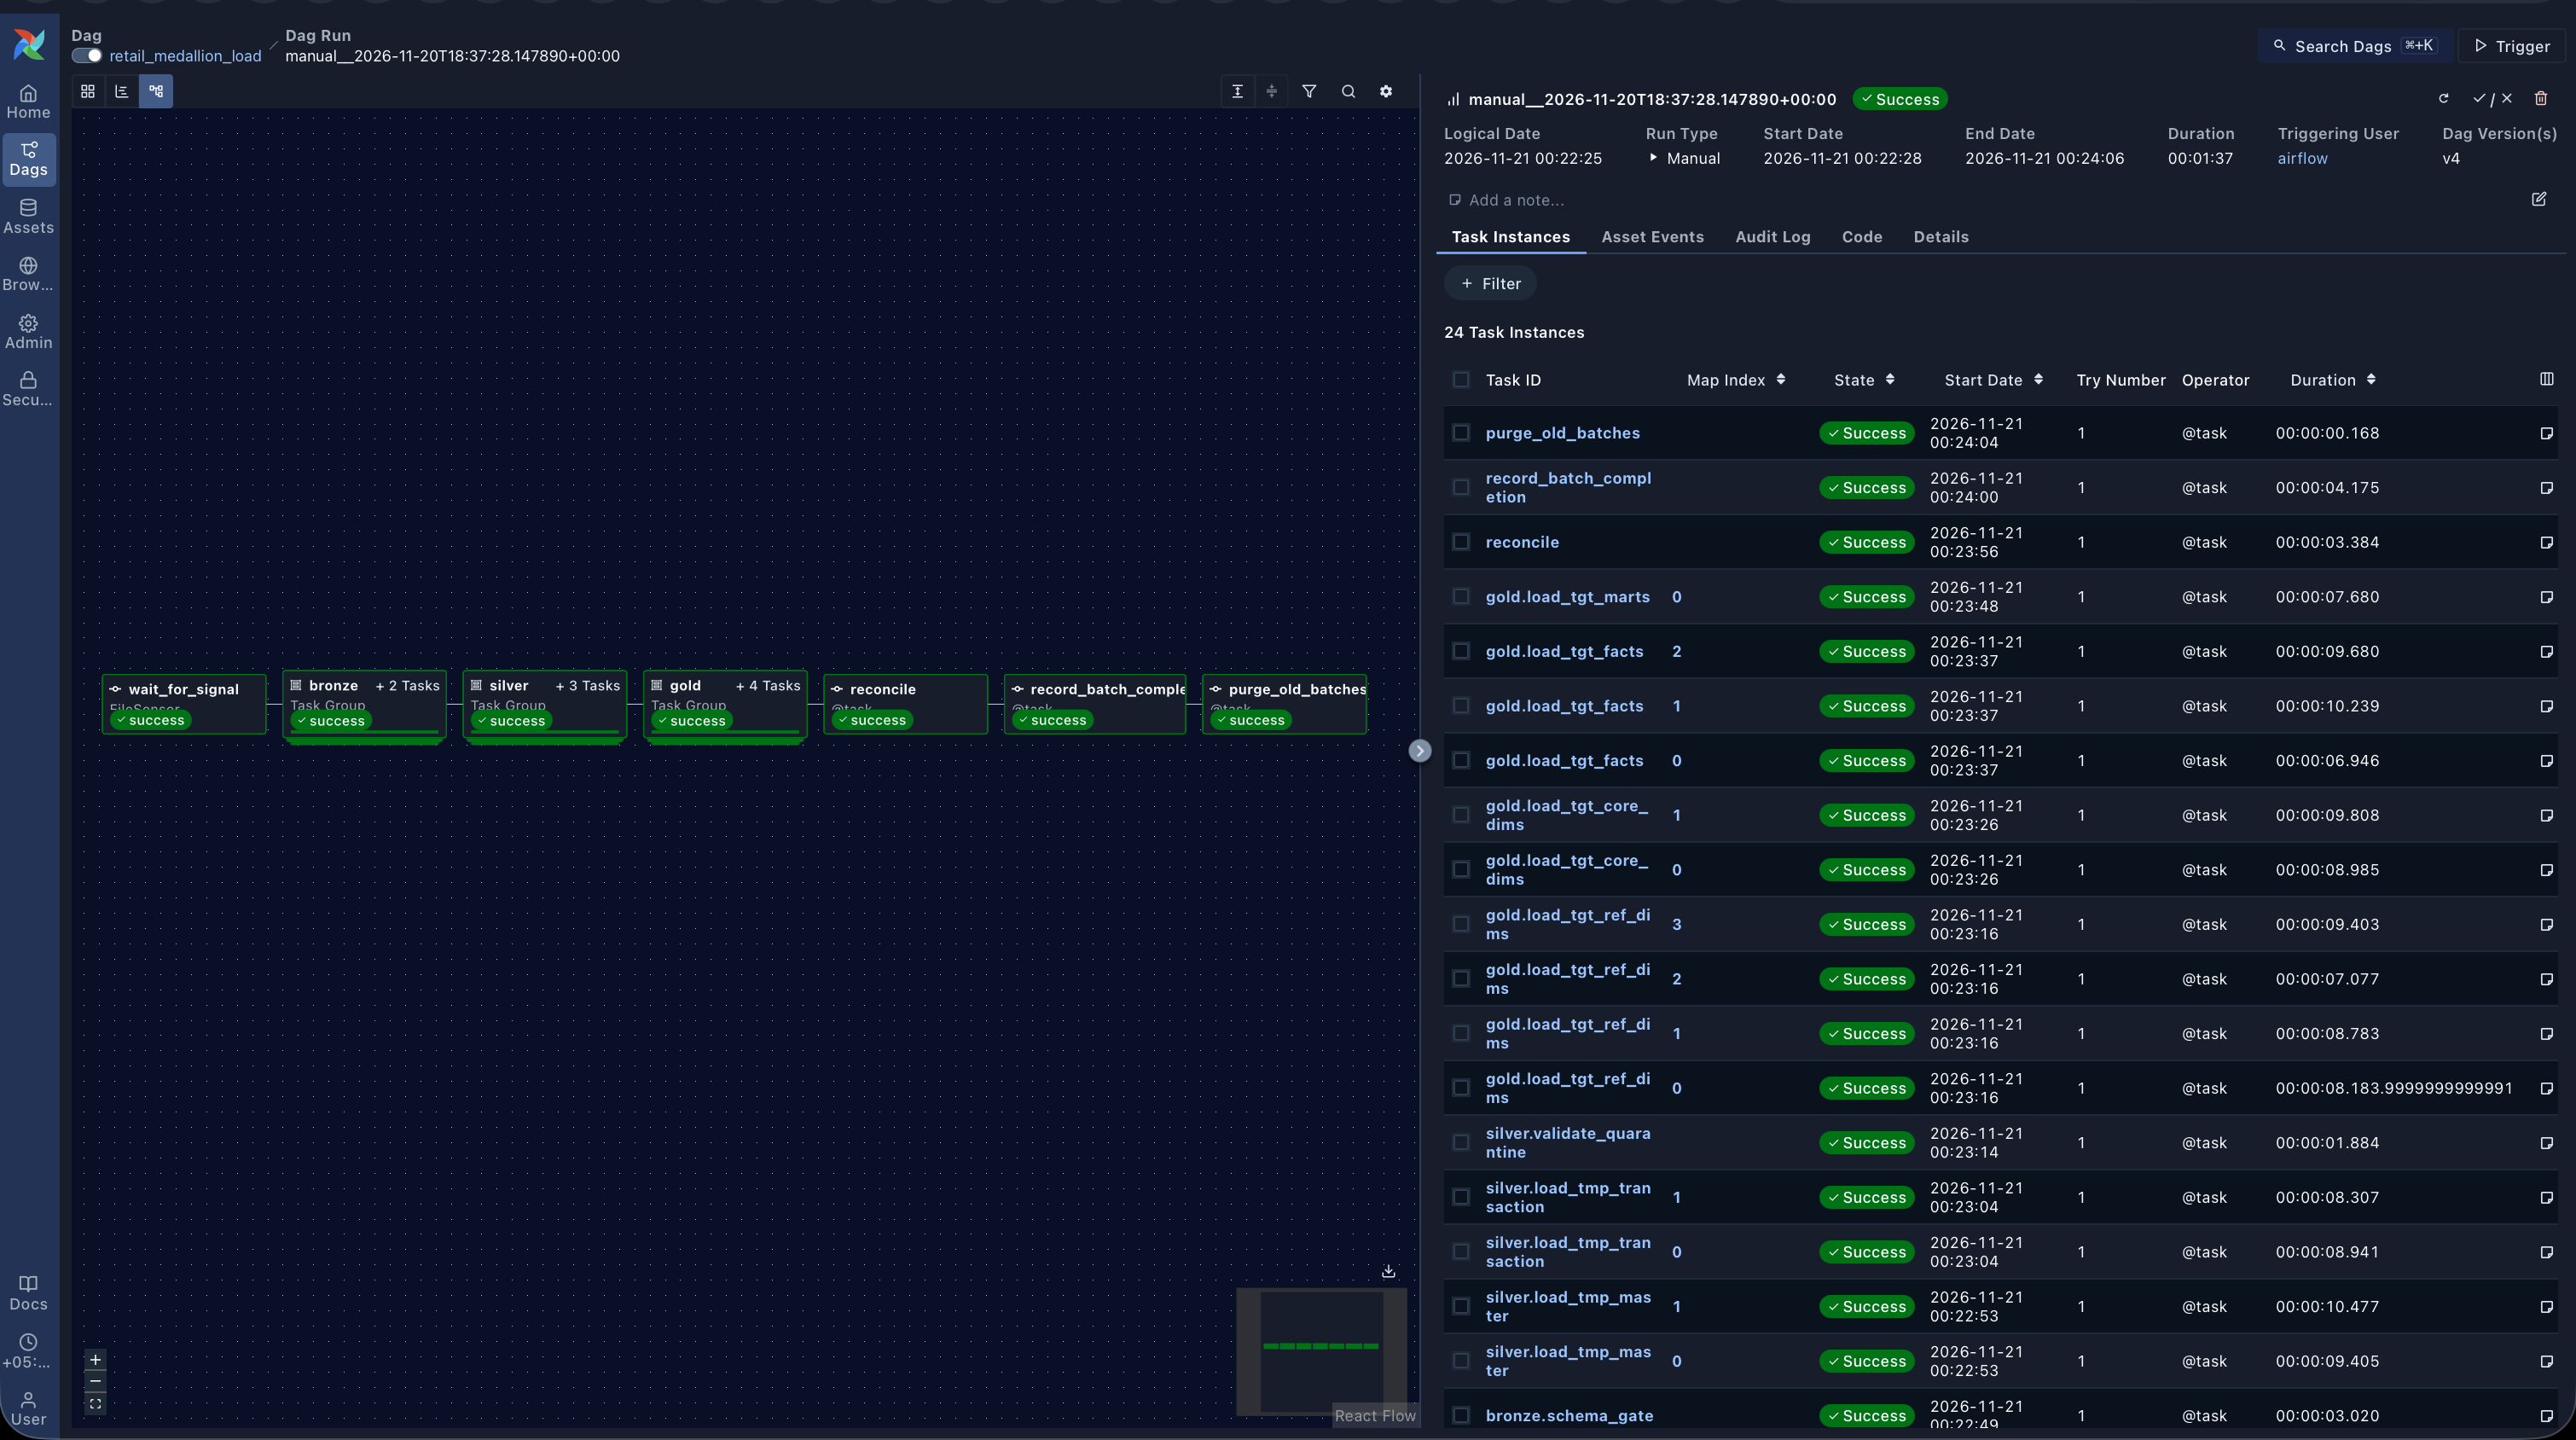 Dag
retail_medallion_load
/
Dag Run
manual__2026-11-20T18:37:28.147890+00:00
Search Dags ⌘+K
Trigger
Home
Dags
Assets
Brow...
Admin
Secu...
Docs
+05:...
User
wait_for_signal
FileSensor
success
bronze + 2 Tasks
Task Group
success
silver + 3 Tasks
Task Group
success
gold + 4 Tasks
Task Group
success
reconcile
@task
success
record_batch_comple
@task
success
purge_old_batches
@task
success
React Flow
manual__2026-11-20T18:37:28.147890+00:00 Success
Logical Date Run Type Start Date End Date Duration Triggering User Dag Version(s)
2026-11-21 00:22:25 Manual 2026-11-21 00:22:28 2026-11-21 00:24:06 00:01:37 airflow v4
Add a note...
Task Instances Asset Events Audit Log Code Details
+ Filter
24 Task Instances
Task ID Map Index State Start Date Try Number Operator Duration
purge_old_batches Success 2026-11-21 00:24:04 1 @task 00:00:00.168
record_batch_completion Success 2026-11-21 00:24:00 1 @task 00:00:04.175
reconcile Success 2026-11-21 00:23:56 1 @task 00:00:03.384
gold.load_tgt_marts 0 Success 2026-11-21 00:23:48 1 @task 00:00:07.680
gold.load_tgt_facts 2 Success 2026-11-21 00:23:37 1 @task 00:00:09.680
gold.load_tgt_facts 1 Success 2026-11-21 00:23:37 1 @task 00:00:10.239
gold.load_tgt_facts 0 Success 2026-11-21 00:23:37 1 @task 00:00:06.946
gold.load_tgt_core_dims 1 Success 2026-11-21 00:23:26 1 @task 00:00:09.808
gold.load_tgt_core_dims 0 Success 2026-11-21 00:23:26 1 @task 00:00:08.985
gold.load_tgt_ref_dims 3 Success 2026-11-21 00:23:16 1 @task 00:00:09.403
gold.load_tgt_ref_dims 2 Success 2026-11-21 00:23:16 1 @task 00:00:07.077
gold.load_tgt_ref_dims 1 Success 2026-11-21 00:23:16 1 @task 00:00:08.783
gold.load_tgt_ref_dims 0 Success 2026-11-21 00:23:16 1 @task 00:00:08.183.9999999999991
silver.validate_quarantine Success 2026-11-21 00:23:14 1 @task 00:00:01.884
silver.load_tmp_transaction 1 Success 2026-11-21 00:23:04 1 @task 00:00:08.307
silver.load_tmp_transaction 0 Success 2026-11-21 00:23:04 1 @task 00:00:08.941
silver.load_tmp_master 1 Success 2026-11-21 00:22:53 1 @task 00:00:10.477
silver.load_tmp_master 0 Success 2026-11-21 00:22:53 1 @task 00:00:09.405
bronze.schema_gate Success 2026-11-21 00:22:49 1 @task 00:00:03.020